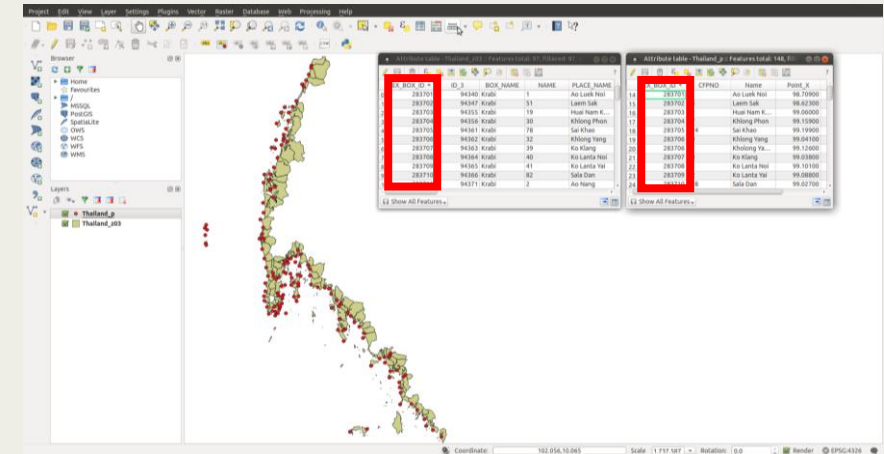 Project Edit View Layer Settings Plugins Vector Raster Database Web Processing Help
Browser
Home
Favourites
/
MSSQL
PostGIS
SpatiaLite
OWS
WCS
WFS
WMS
Layers
Thailand_p
Thailand_z03
Attribute table - Thailand_z03 :: Features total: 97, filtered: 97
EX_BOX_ID ID_3 BOX_NAME NAME PLACE_NAME
283701 94340 Krabi 1 Ao Luek Noi
283702 94347 Krabi 51 Laem Sak
283703 94355 Krabi 19 Huai Nam K...
283704 94356 Krabi 30 Khlong Phon
283705 94361 Krabi 78 Sai Khao
283706 94362 Krabi 32 Khlong Yang
283707 94363 Krabi 39 Ko Klang
283708 94364 Krabi 40 Ko Lanta Noi
283709 94365 Krabi 41 Ko Lanta Yai
283710 94366 Krabi 82 Sala Dan
94371 Krabi 2 Ao Nang
Show All Features
Attribute table - Thailand_p :: Features total: 148,
EX_BOX_ID CFPNO Name Point_X
14 283701 Ao Luek Noi 98.70900
15 283702 Laem Sak 98.62300
16 283703 Huai Nam K... 99.06000
17 283704 Khlong Phon 99.15900
18 283705 4 Sai Khao 99.19900
19 283706 Khlong Yang 99.04100
20 283706 Kholong Ya... 99.12600
21 283707 Ko Klang 99.03800
22 283708 Ko Lanta Noi 99.10100
23 283709 Ko Lanta Yai 99.08800
24 283710 6 Sala Dan 99.02700
Show All Features
Coordinate: 102.056,10.065 Scale 1:717,587 Rotation: 0.0 Render EPSG:4326